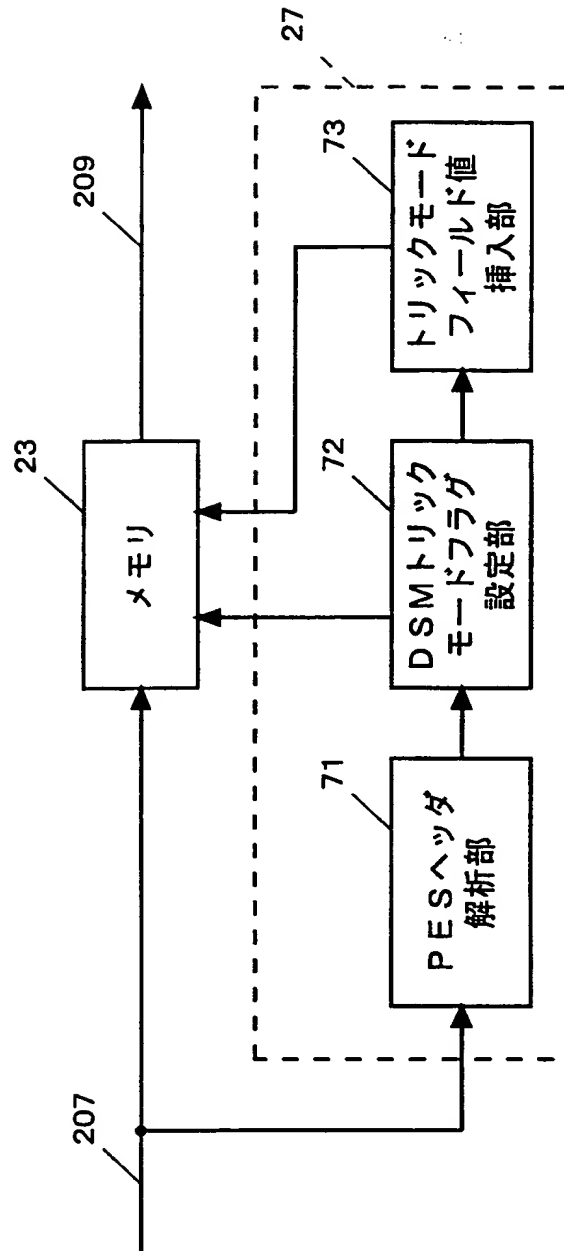 207
23
メモリ
209
27
71
PESヘッダ
解析部
72
DSMトリック
モードフラグ
設定部
73
トリックモード
フィールド値
挿入部